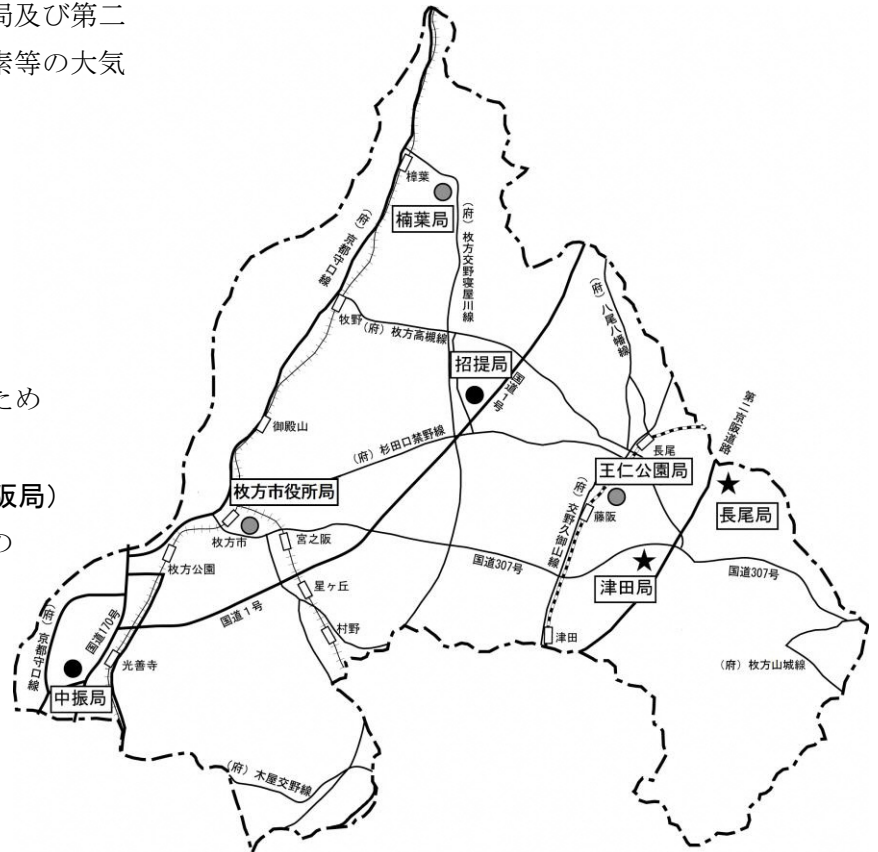 局及び第二
素等の大気
ため
阪局）
の
樟葉
楠葉局
（府）京都守口線
（府）枚方交野寝屋川線
（府）八尾八幡線
牧野
（府）枚方高槻線
招提局
国道１号
第二京阪道路
御殿山
（府）杉田口禁野線
長尾
王仁公園局
枚方市役所局
藤阪
長尾局
（府）交野久御山線
枚方市
宮之阪
枚方公園
国道307号
津田局
国道307号
星ヶ丘
国道１号
村野
津田
国道170号
（府）京都守口線
光善寺
（府）枚方山城線
中振局
（府）木屋交野線